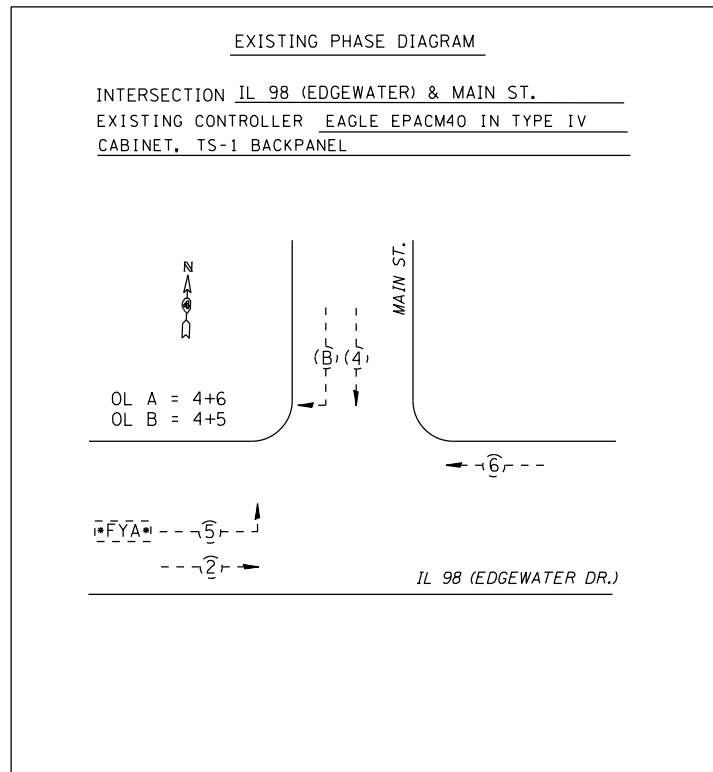 EXISTING PHASE DIAGRAM
INTERSECTION IL 98 (EDGEWATER) & MAIN ST.
EXISTING CONTROLLER EAGLE EPACM40 IN TYPE IV
CABINET, TS-1 BACKPANEL
MAIN ST.
N
(B) (4)
OL A = 4+6
OL B = 4+5
6
*FYA* 5
2
IL 98 (EDGEWATER DR.)